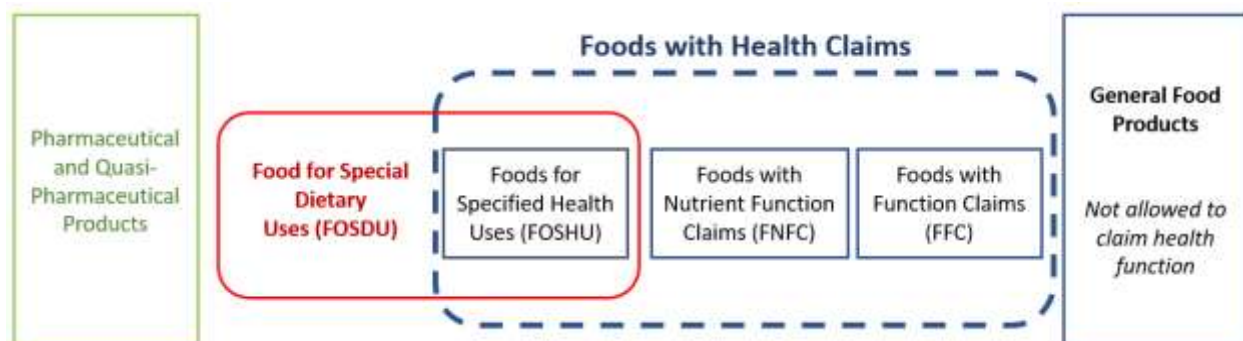 Pharmaceutical
and Quasi-
Pharmaceutical
Products
Food for Special
Dietary
Uses (FOSDU)
Foods with Health Claims
Foods for
Specified Health
Uses (FOSHU)
Foods with
Nutrient Function
Claims (FNFC)
Foods with
Function Claims
(FFC)
General Food
Products
Not allowed to
claim health
function